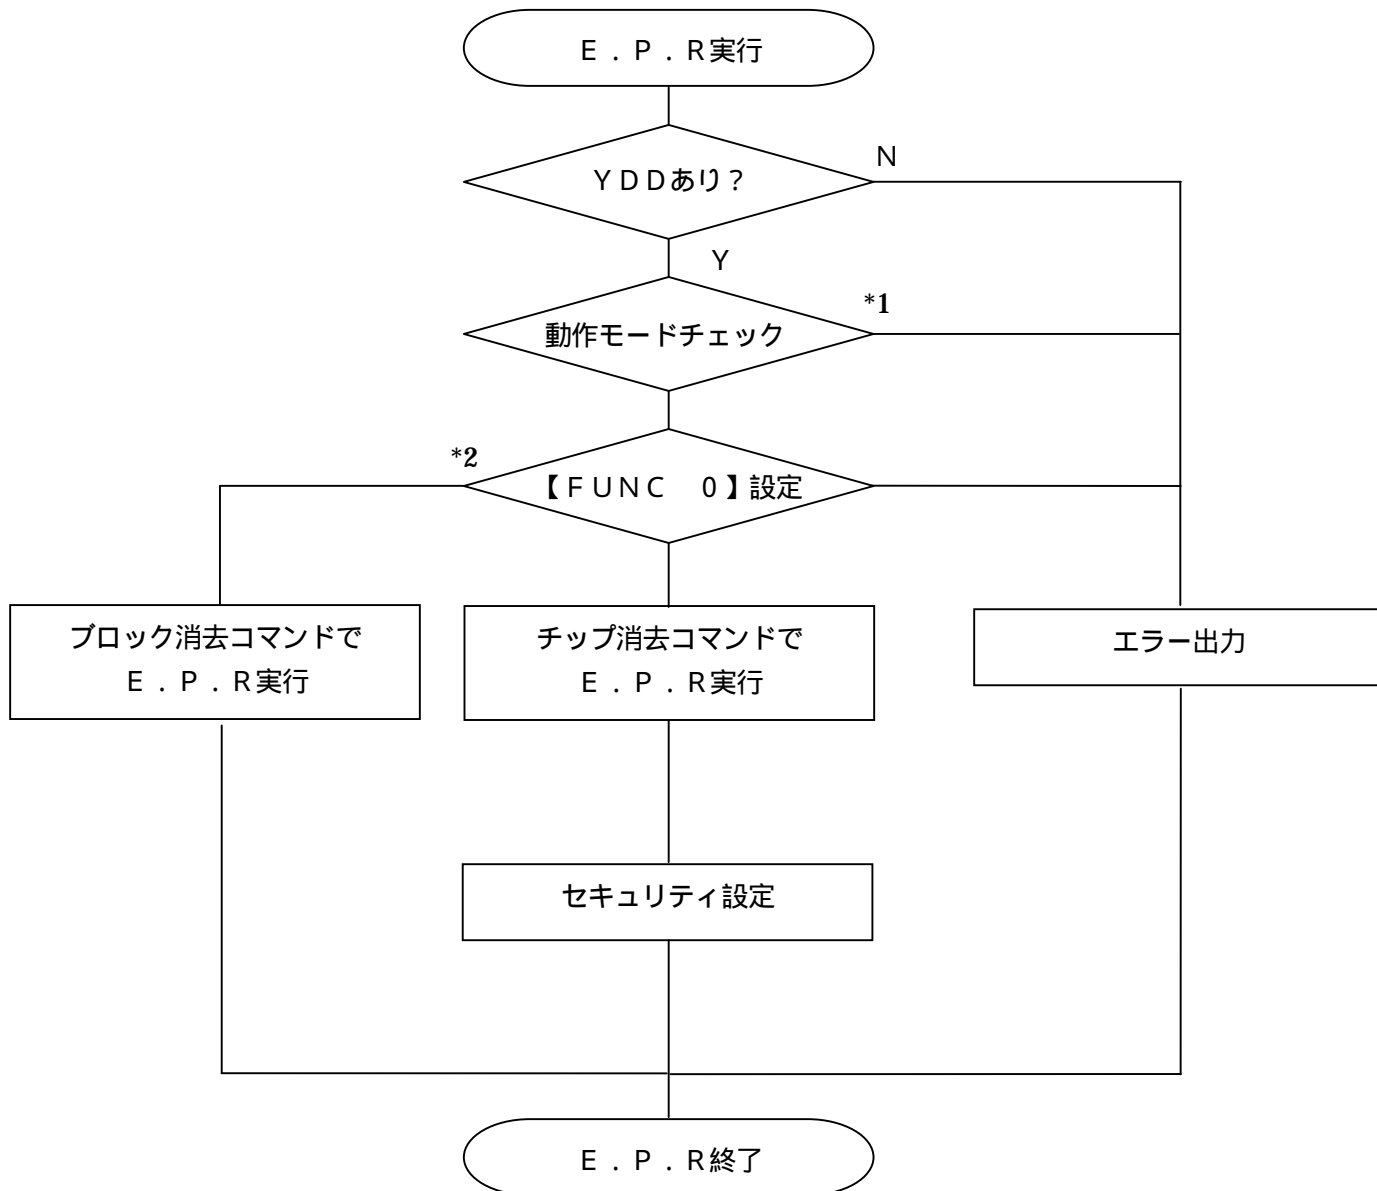 Ｅ．Ｐ．Ｒ実行
ＹＤＤあり？
Ｎ
Ｙ
動作モードチェック
*1
*2
【ＦＵＮＣ　０】設定
ブロック消去コマンドで
Ｅ．Ｐ．Ｒ実行
チップ消去コマンドで
Ｅ．Ｐ．Ｒ実行
エラー出力
セキュリティ設定
Ｅ．Ｐ．Ｒ終了